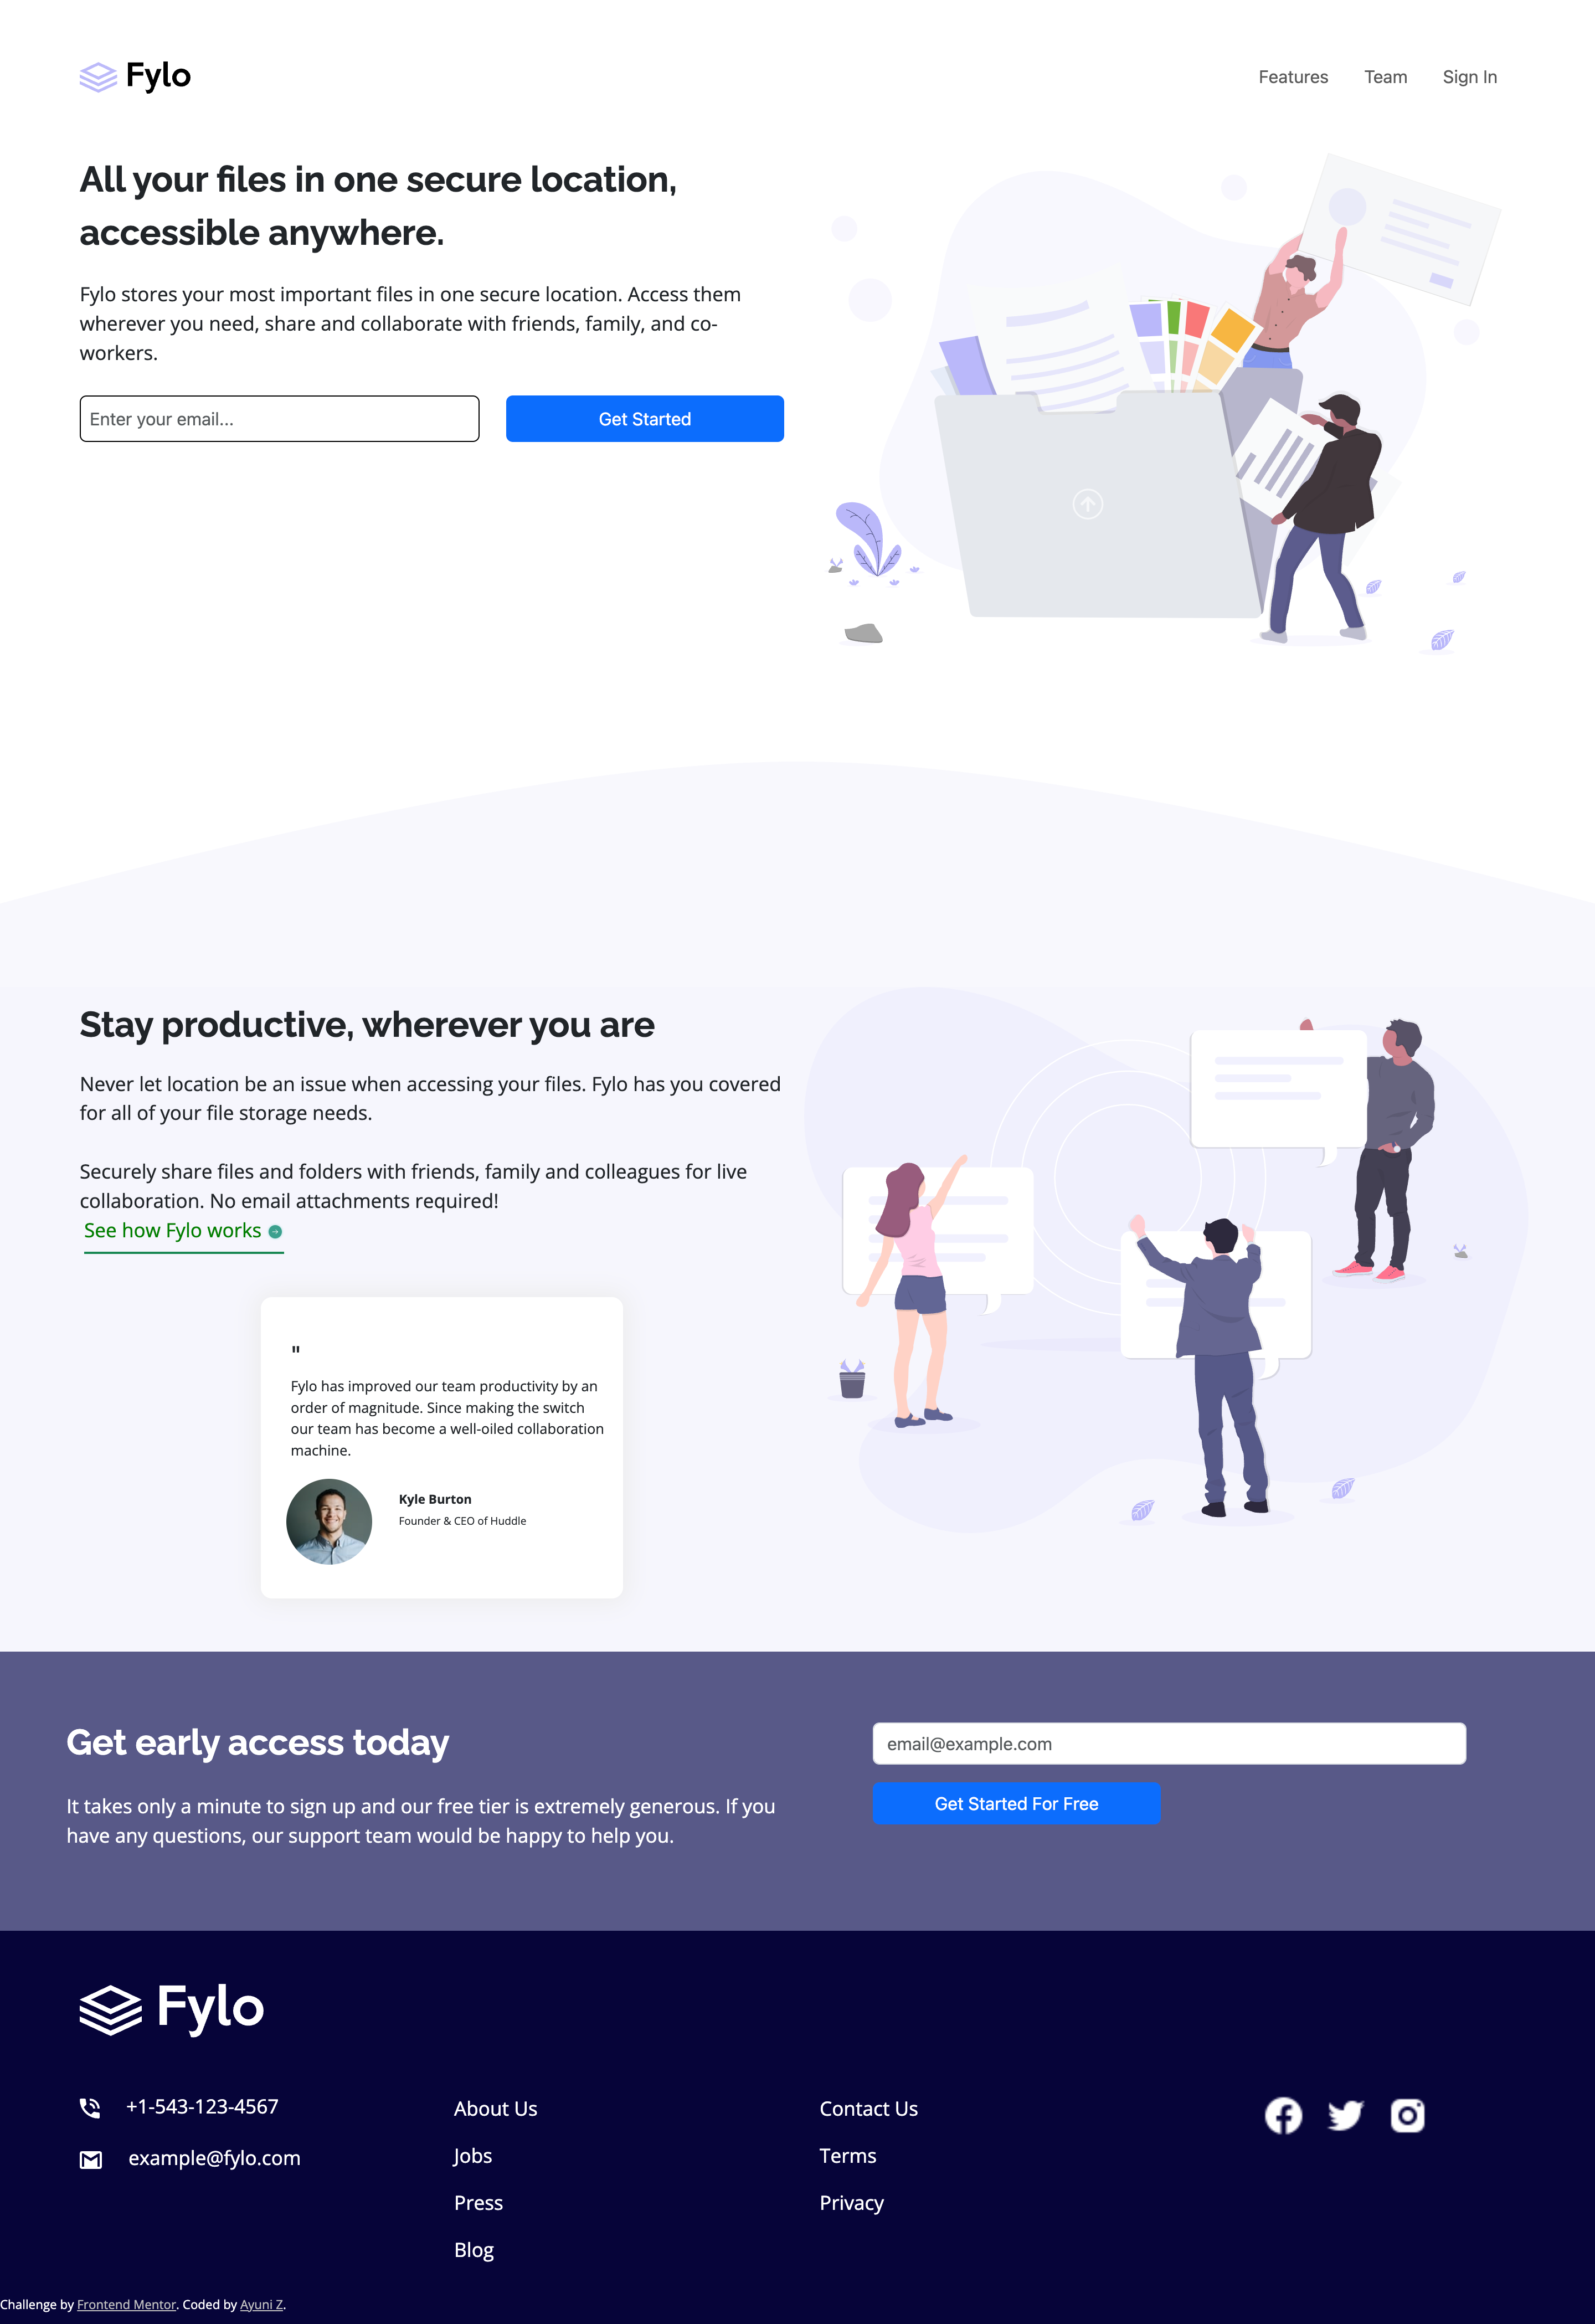 Fylo
Features Team Sign In
All your files in one secure location,
accessible anywhere.
Fylo stores your most important files in one secure location. Access them
wherever you need, share and collaborate with friends, family, and co-
workers.
Enter your email...
Get Started
Stay productive, wherever you are
Never let location be an issue when accessing your files. Fylo has you covered
for all of your file storage needs.
Securely share files and folders with friends, family and colleagues for live
collaboration. No email attachments required!
See how Fylo works
"
Fylo has improved our team productivity by an
order of magnitude. Since making the switch
our team has become a well-oiled collaboration
machine.
Kyle Burton
Founder & CEO of Huddle
Get early access today
It takes only a minute to sign up and our free tier is extremely generous. If you
have any questions, our support team would be happy to help you.
email@example.com
Get Started For Free
Fylo
+1-543-123-4567
example@fylo.com
About Us
Jobs
Press
Blog
Contact Us
Terms
Privacy
Challenge by Frontend Mentor. Coded by Ayuni Z.